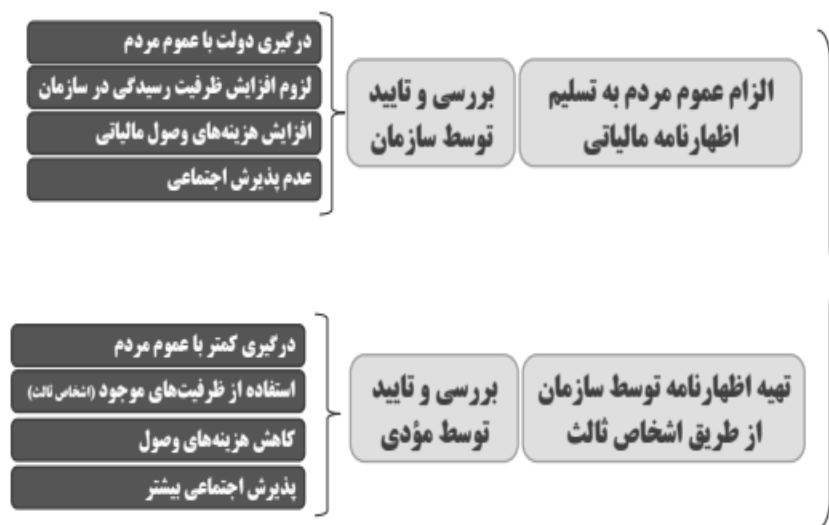 الزام عموم مردم به تسلیم
اظهارنامه مالیاتی
بررسی و تایید
توسط سازمان
درگیری دولت با عموم مردم
لزوم افزایش ظرفیت رسیدگی در سازمان
افزایش هزینه‌های وصول مالیاتی
عدم پذیرش اجتماعی
تهیه اظهارنامه توسط سازمان
از طریق اشخاص ثالث
بررسی و تایید
توسط مؤدی
درگیری کمتر با عموم مردم
استفاده از ظرفیت‌های موجود (اشخاص ثالث)
کاهش هزینه‌های وصول
پذیرش اجتماعی بیشتر